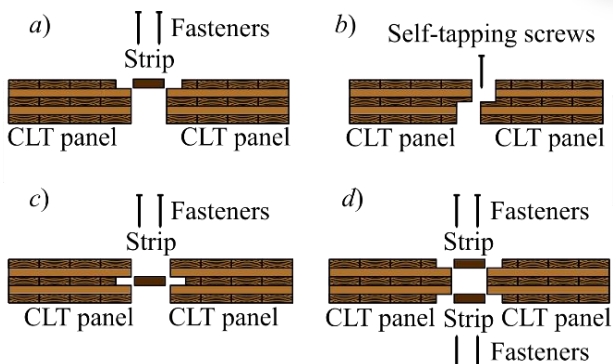 a)
Fasteners
Strip
CLT panel CLT panel
b)
Self-tapping screws
CLT panel CLT panel
c)
Fasteners
Strip
CLT panel CLT panel
d)
Fasteners
Strip
CLT panel Strip CLT panel
Fasteners